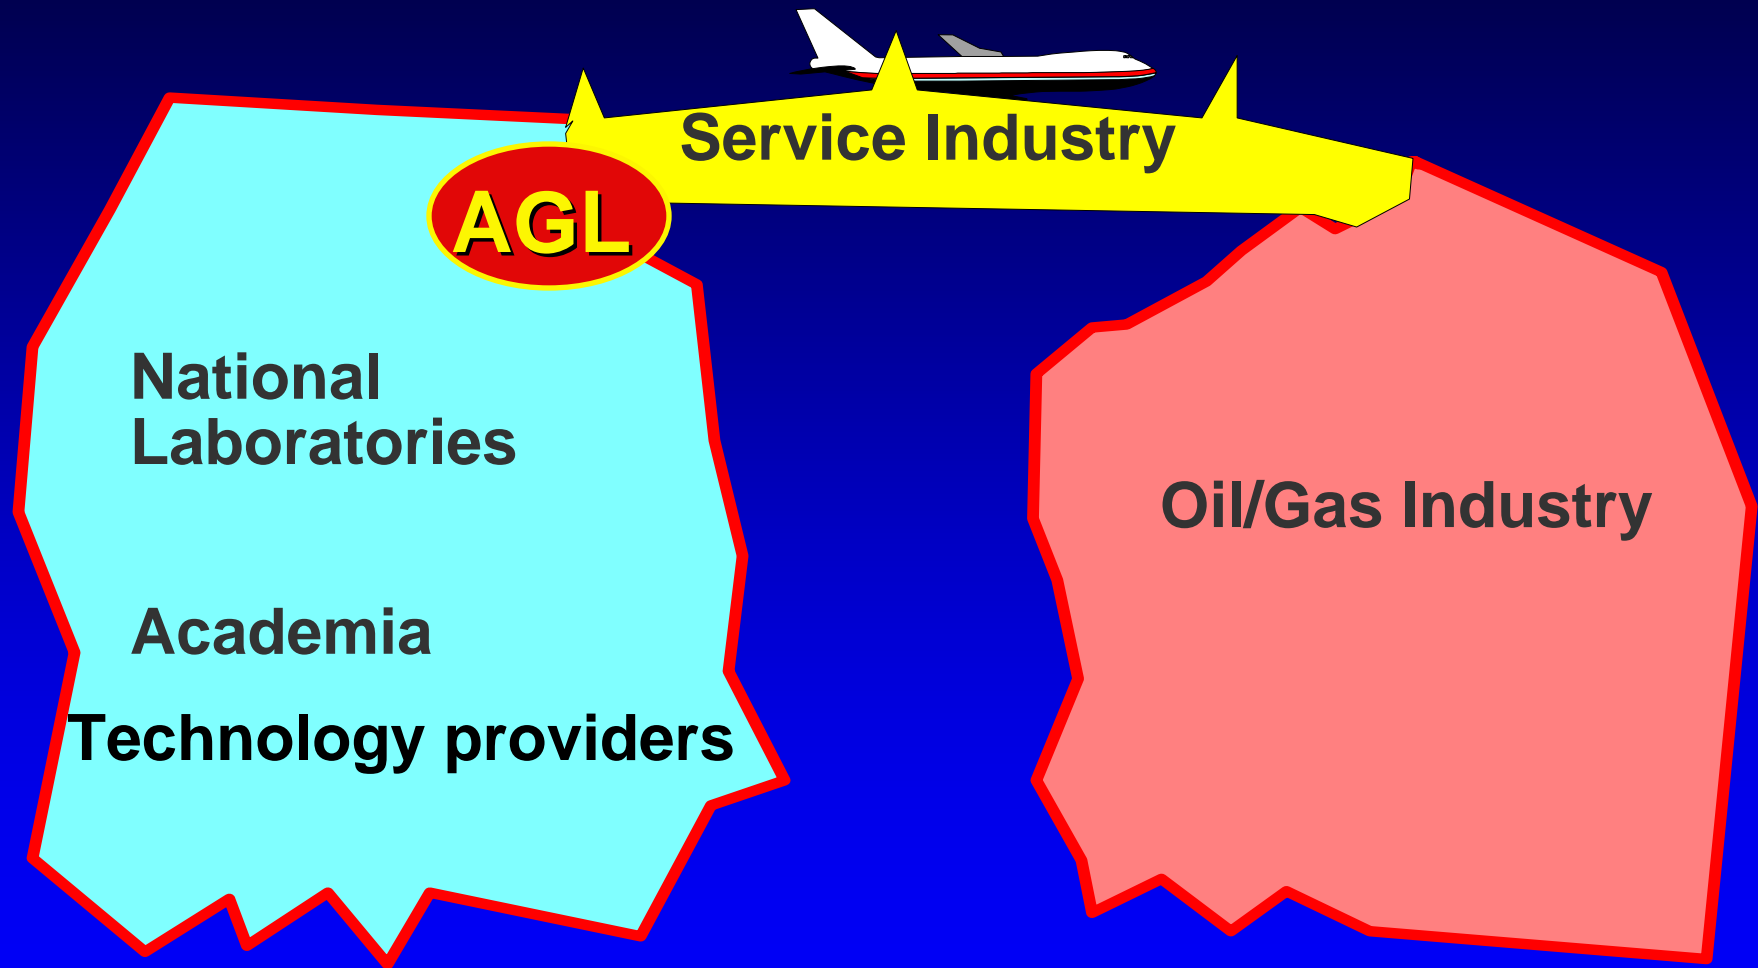 Service Industry
AGL
National
Laboratories
Oil/Gas Industry
Academia
Technology providers